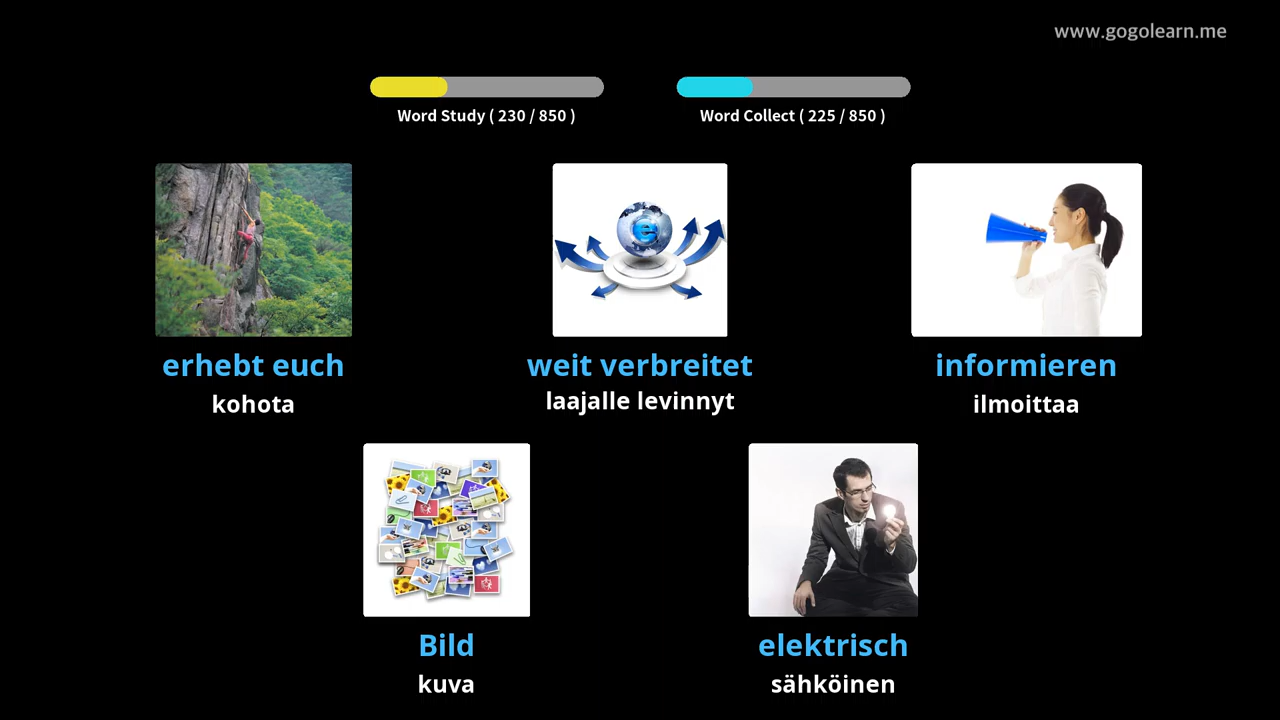 www.gogolearn.me
Word Study ( 230 / 850 )
Word Collect ( 225 / 850 )
erhebt euch
kohota
weit verbreitet
laajalle levinnyt
informieren
ilmoittaa
Bild
kuva
elektrisch
sähköinen